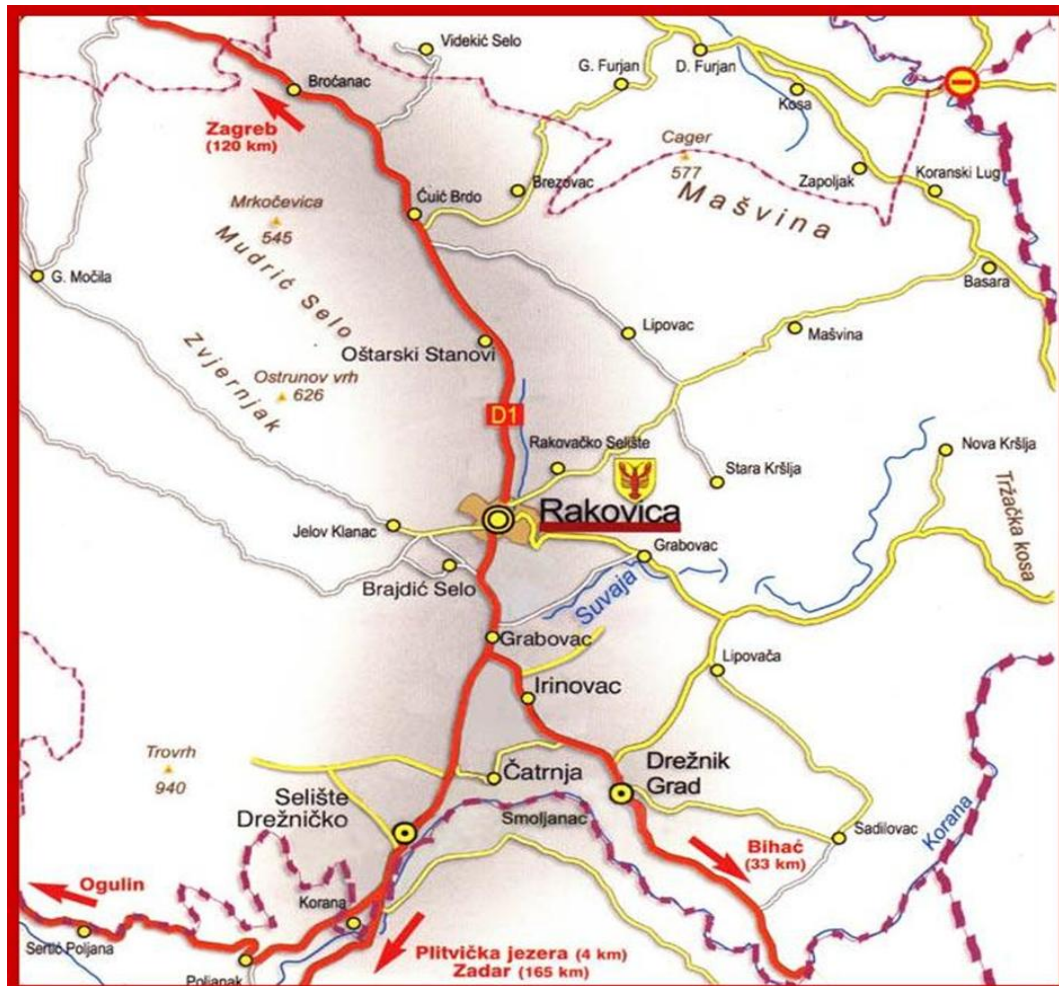 Videkić Selo
G. Furjan
D. Furjan
Broćanac
Kosa
Zagreb
(120 km)
Cager
577
Zapoljak
Koranski Lug
Brezovac
Mašvina
Mrkočevica
545
Ćuić Brdo
Mudrić Selo
G. Močila
Basara
Lipovac
Mašvina
Oštarski Stanovi
Zvjernjak
Ostrunov vrh
626
D1
Rakovačko Selište
Nova Kršlja
Stara Kršlja
Tržačka kosa
Rakovica
Jelov Klanac
Grabovac
Brajdić Selo
Suvaja
Grabovac
Lipovača
Irinovac
Trovrh
940
Čatrnja
Drežnik
Grad
Selište
Drežničko
Smoljanac
Sadilovac
Korana
Bihać
(33 km)
Ogulin
Korana
Sertić Poljana
Plitvička jezera (4 km)
Zadar (165 km)
Poljanak